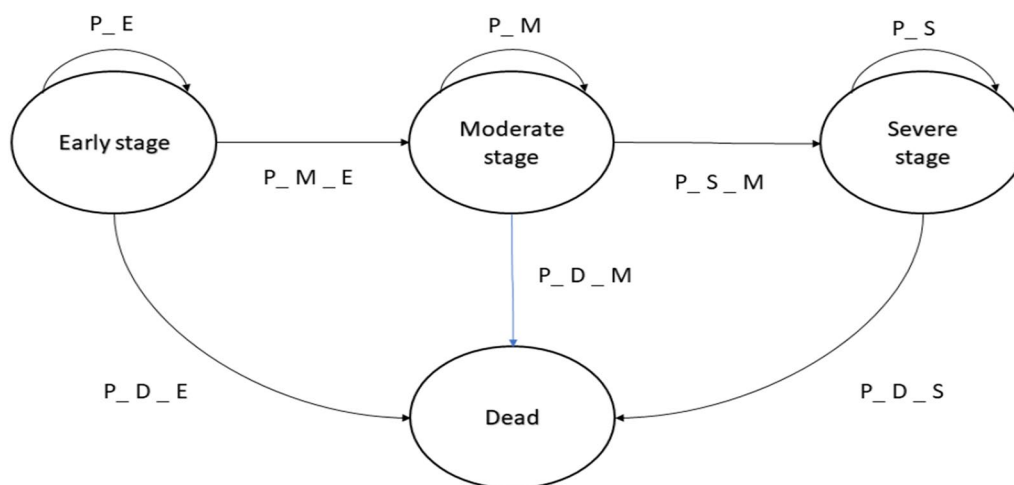 P_ E
P_ M
P_ S
Early stage
Moderate
stage
Severe
stage
P_ M _ E
P_ S _ M
P_ D _ M
P_ D _ E
P_ D _ S
Dead